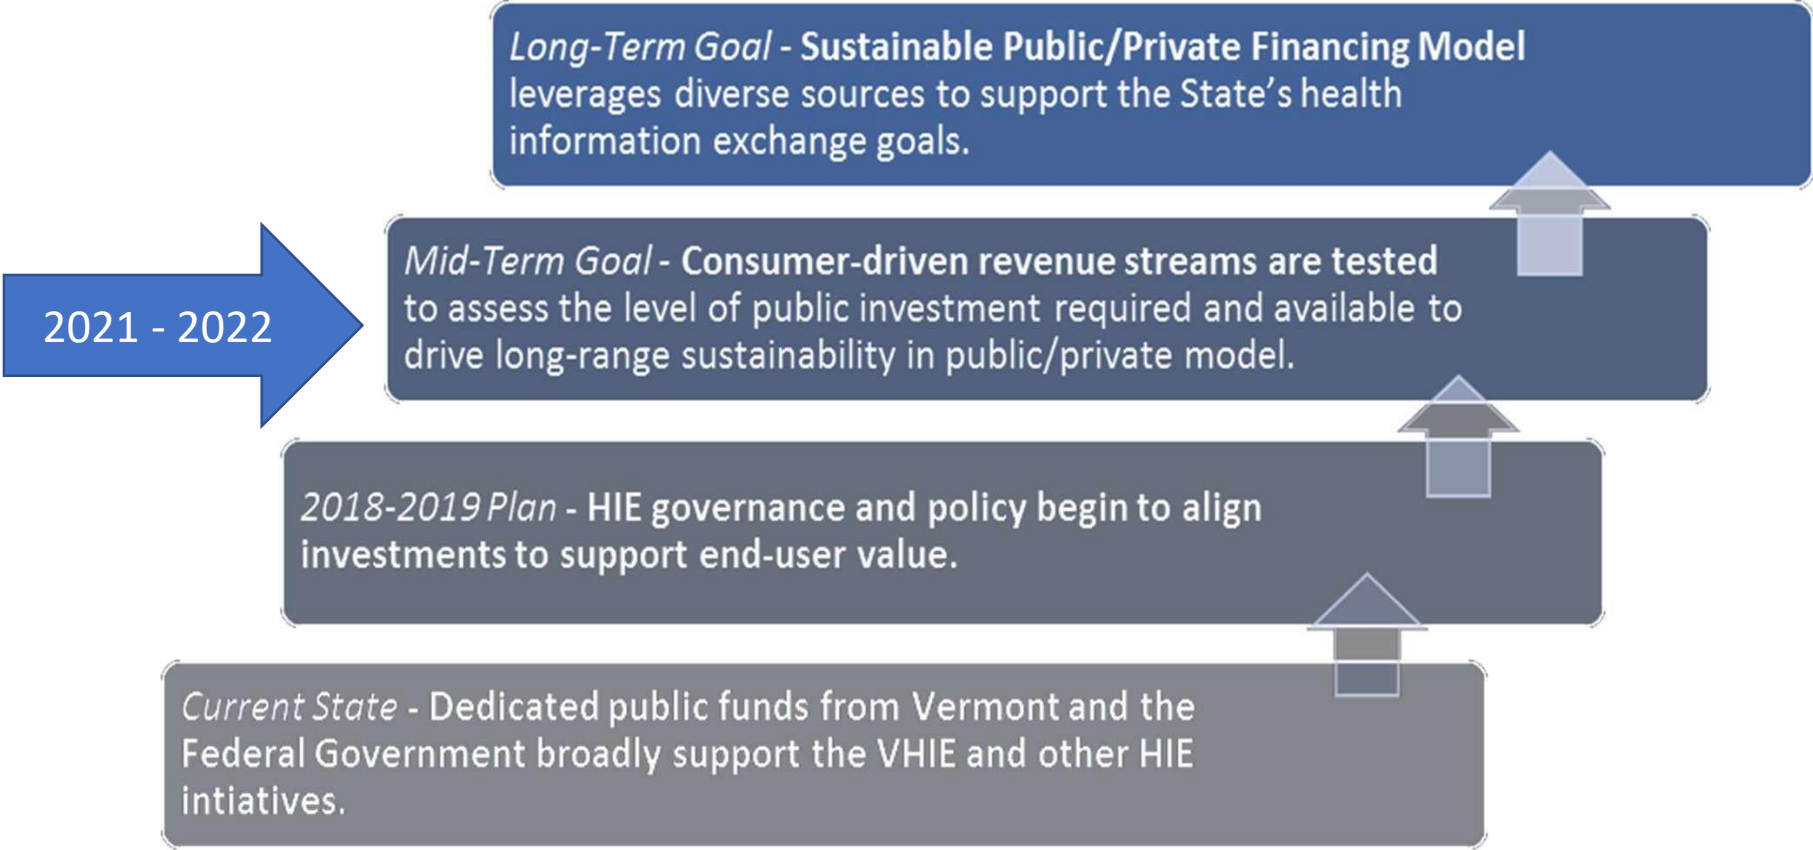 Long-Term Goal - Sustainable Public/Private Financing Model
leverages diverse sources to support the State's health
information exchange goals.
2021 - 2022
Mid-Term Goal - Consumer-driven revenue streams are tested
to assess the level of public investment required and available to
drive long-range sustainability in public/private model.
2018-2019 Plan - HIE governance and policy begin to align
investments to support end-user value.
Current State - Dedicated public funds from Vermont and the
Federal Government broadly support the VHIE and other HIE
intiatives.